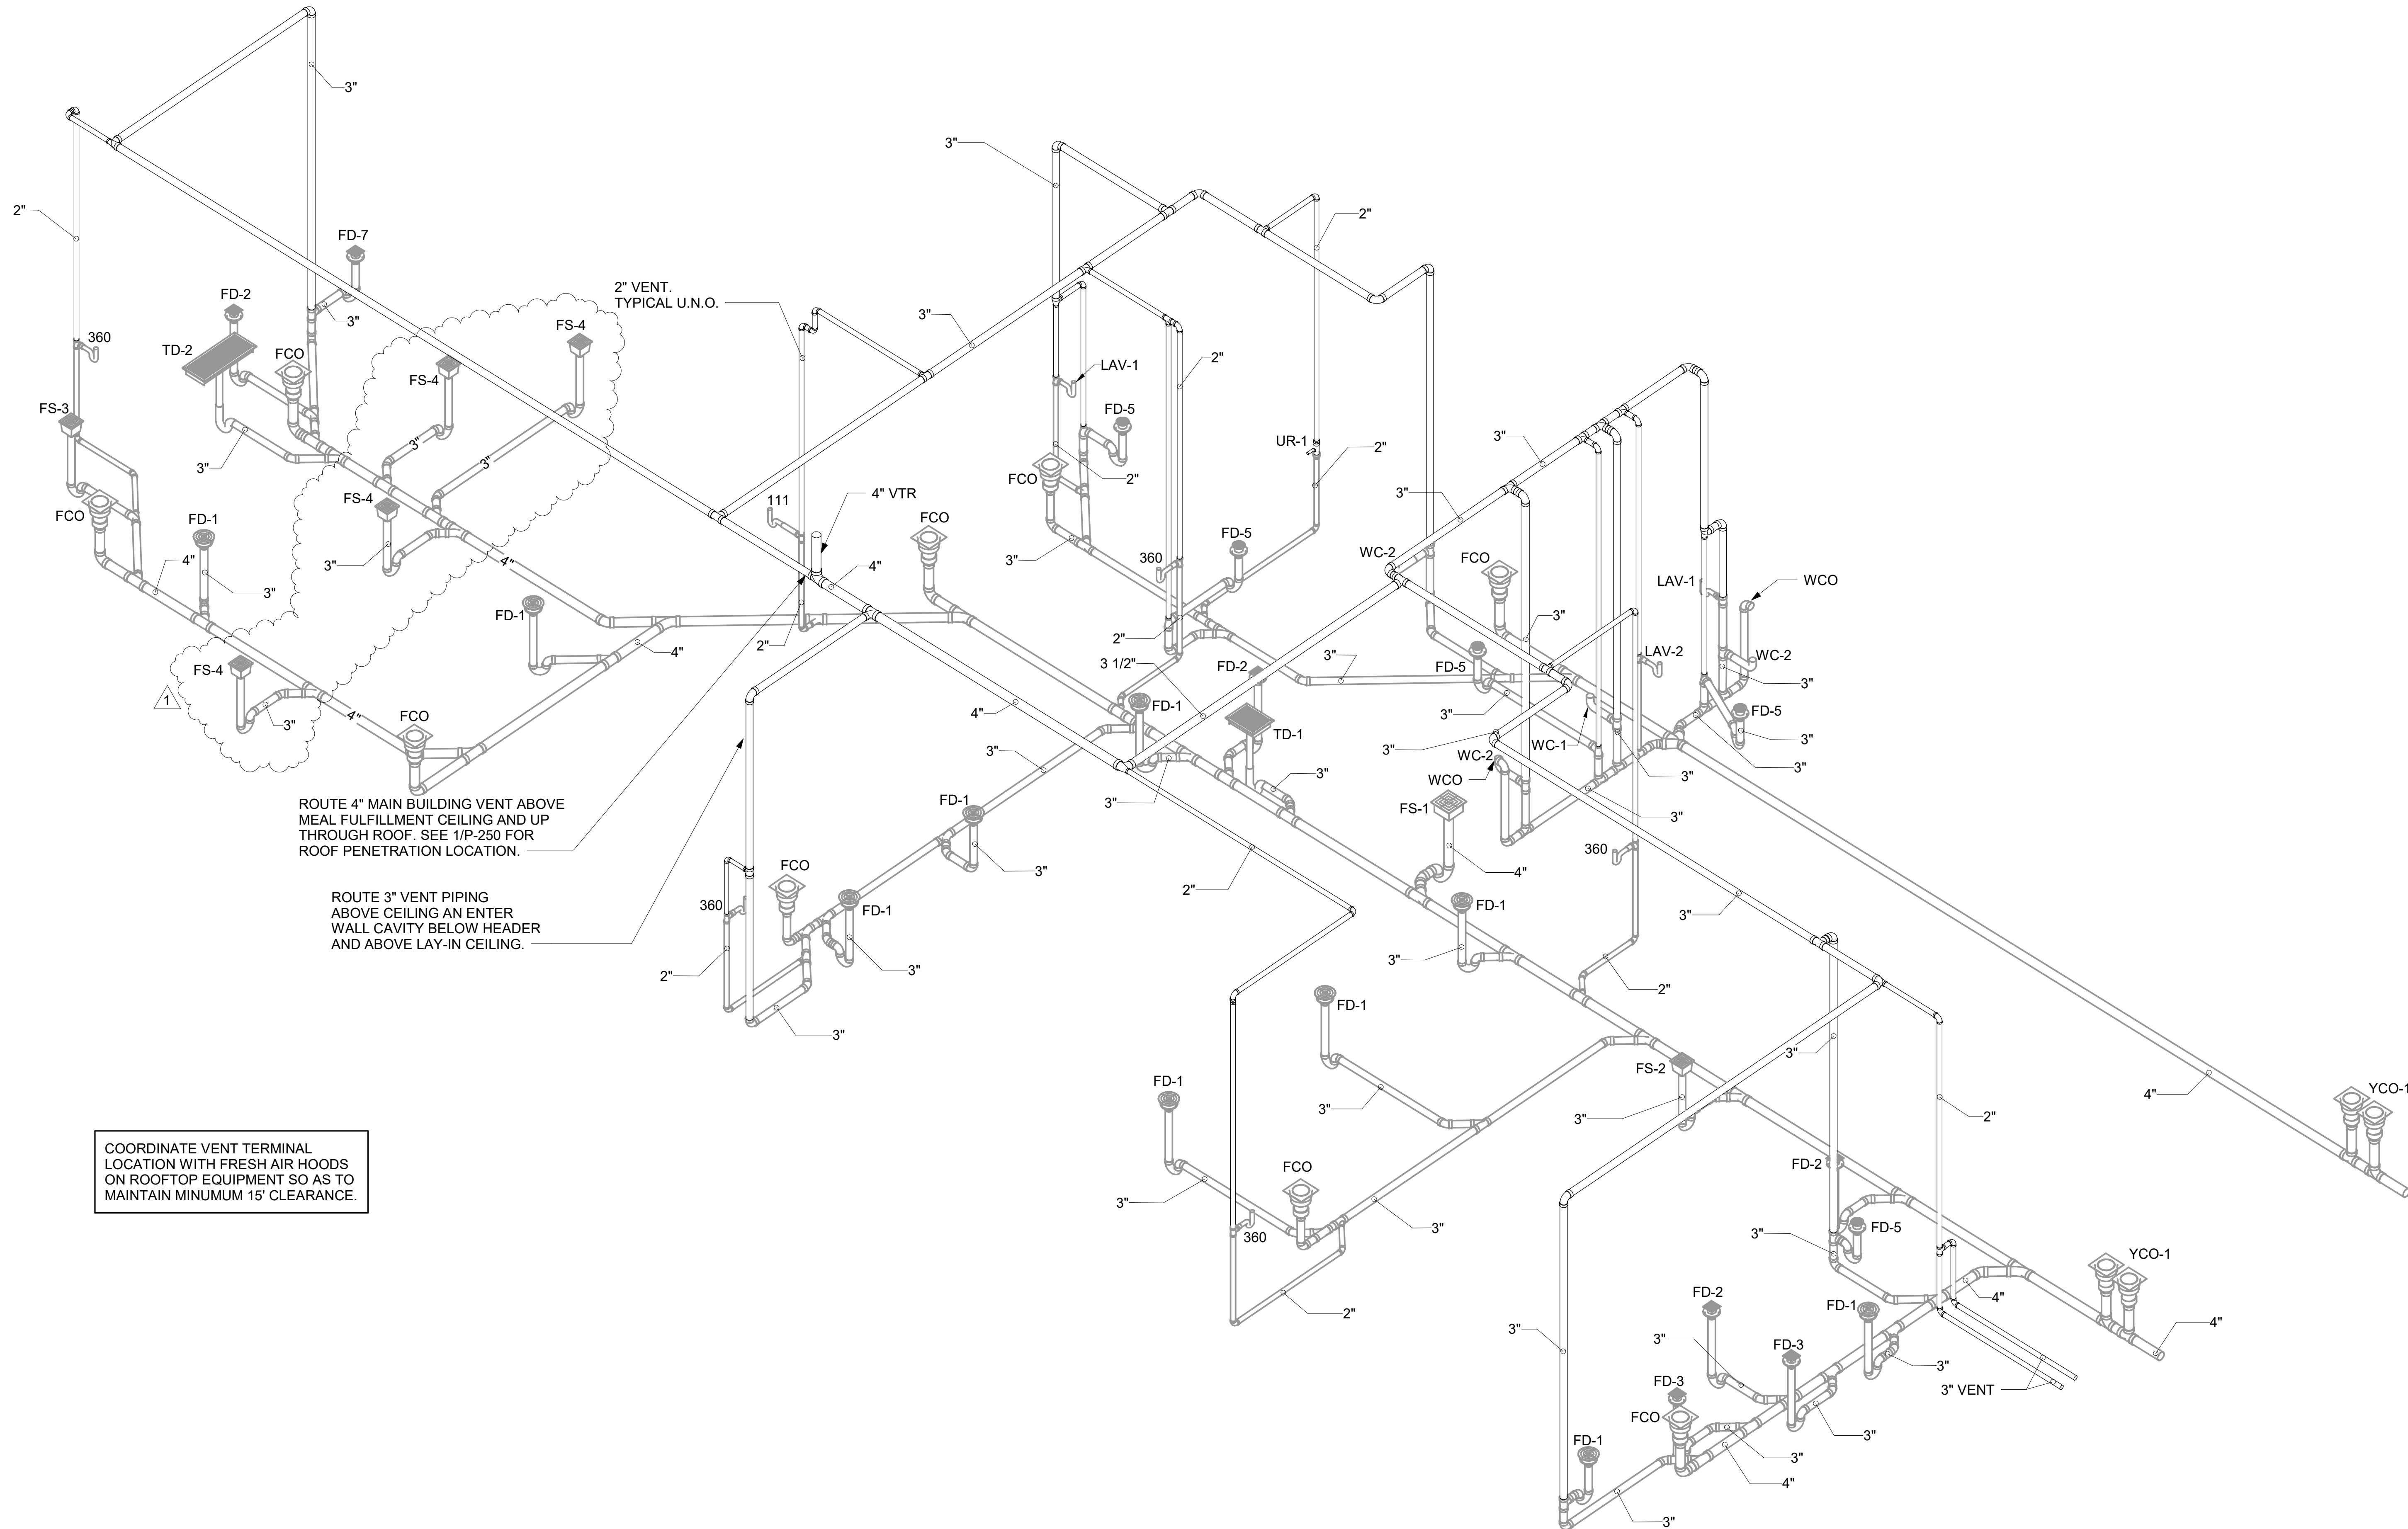 3"
3"
2"
2"
FD-7
2" VENT.
TYPICAL U.N.O.
FD-2
3"
3"
FS-4
360
TD-2
FCO
2"
LAV-1
FS-4
FD-5
FS-3
3"
UR-1
3"
3"
2"
3"
FCO
2"
3"
FS-4
4" VTR
111
FCO
FD-1
FCO
FD-5
3"
WC-2
FCO
4"
4"
3"
3"
4"
360
WCO
LAV-1
3"
FD-1
3"
2"
2"
4"
3 1/2"
FD-2
3"
FD-5
LAV-2
WC-2
FS-4
1
3"
3"
3"
FD-5
4"
FCO
4"
FD-1
TD-1
3"
WC-1
3"
3"
WC-2
3"
3"
3"
3"
WCO
ROUTE 4" MAIN BUILDING VENT ABOVE
MEAL FULFILLMENT CEILING AND UP
THROUGH ROOF. SEE 1/P-250 FOR
ROOF PENETRATION LOCATION.
FD-1
3"
FS-1
3"
360
FCO
3"
4"
2"
ROUTE 3" VENT PIPING
ABOVE CEILING AN ENTER
WALL CAVITY BELOW HEADER
AND ABOVE LAY-IN CEILING.
360
FD-1
FD-1
3"
2"
3"
3"
2"
3"
FD-1
3"
FS-2
FD-1
4"
YCO-1
3"
3"
2"
COORDINATE VENT TERMINAL
LOCATION WITH FRESH AIR HOODS
ON ROOFTOP EQUIPMENT SO AS TO
MAINTAIN MINUMUM 15' CLEARANCE.
FCO
FD-2
3"
3"
360
3"
FD-5
YCO-1
2"
FD-2
FD-1
4"
3"
3"
4"
FD-3
3"
FD-3
3" VENT
FCO
3"
FD-1
3"
4"
3"